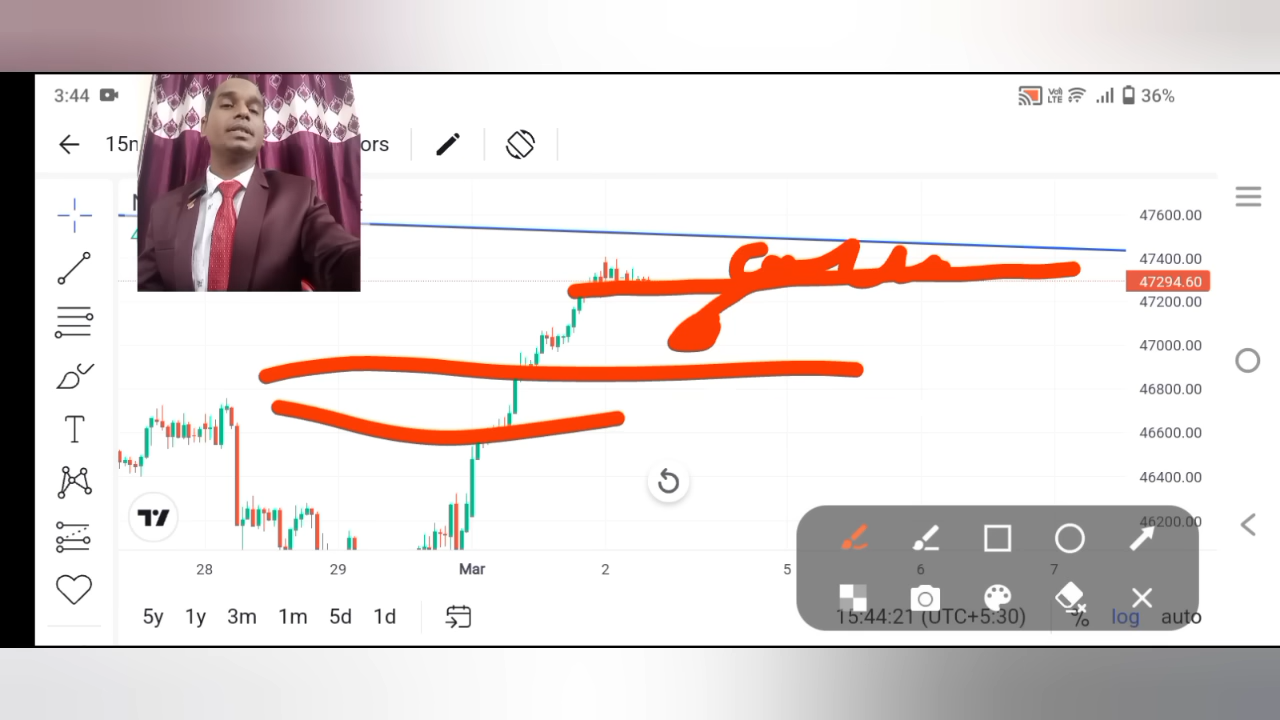 3:44 Vo) LTE 36%
15m ors
47600.00
47400.00
47294.60
47200.00
47000.00
46800.00
46600.00
46400.00
46200.00
28 29 Mar 2 5 6 7
5y 1y 3m 1m 5d 1d 15:44:21 (UTC+5:30) % log auto